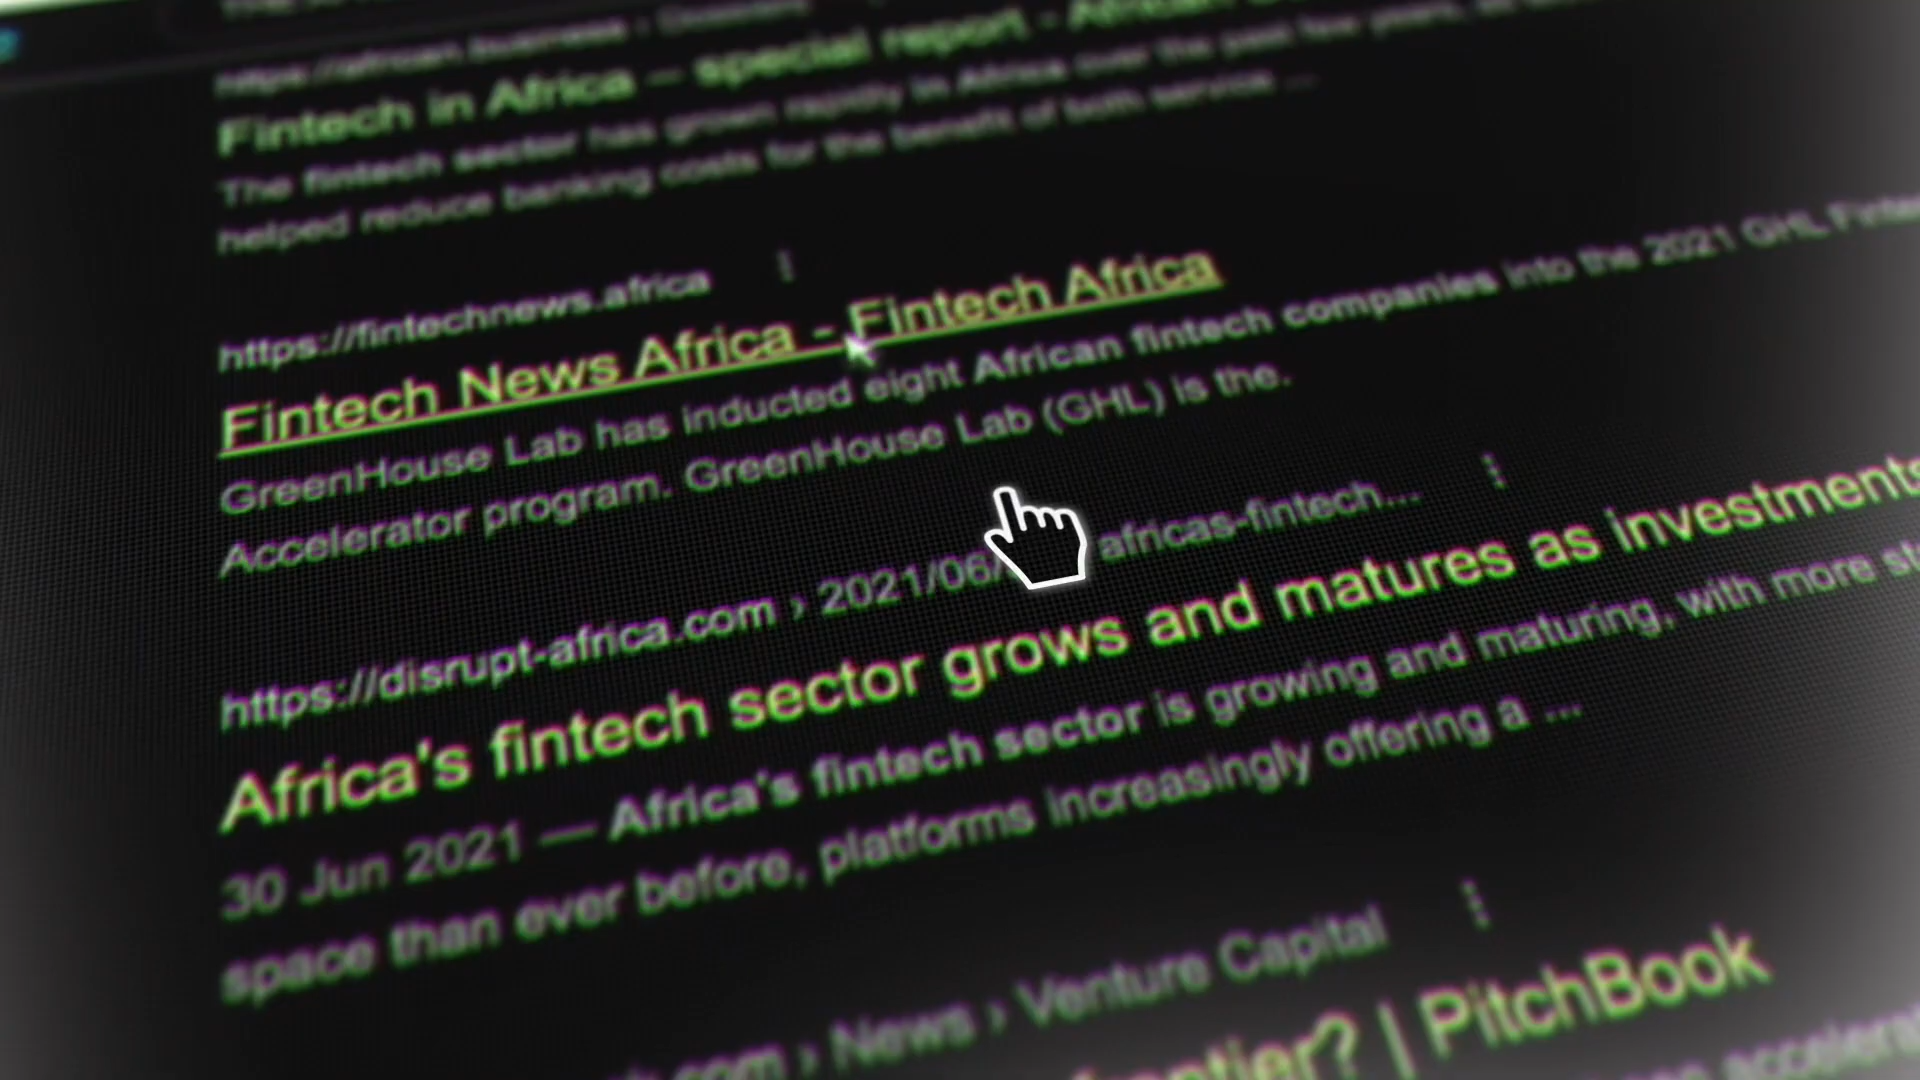 https://african.business
Fintech in Africa – special report - African
The fintech sector has grown rapidly in Africa over the past few years,
helped reduce banking costs for the benefit of both service ...
https://fintechnews.africa
Fintech News Africa - Fintech Africa
GreenHouse Lab has inducted eight African fintech companies into the 2021 GHL
Accelerator program. GreenHouse Lab (GHL) is the.
https://disrupt-africa.com › 2021/06/ africas-fintech...
Africa's fintech sector grows and matures as investments
30 Jun 2021 — Africa's fintech sector is growing and maturing, with more
space than ever before, platforms increasingly offering a ...
› News › Venture Capital
| PitchBook